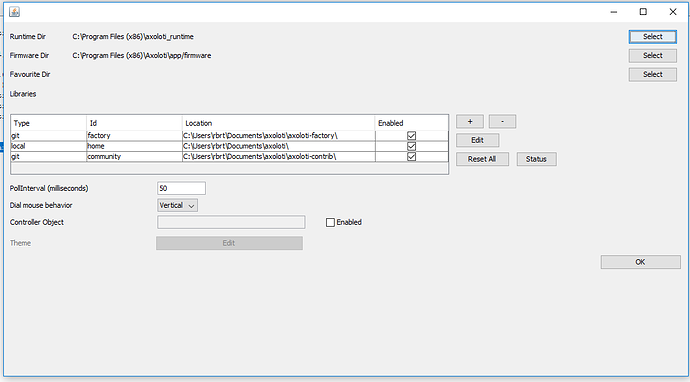 Runtime Dir C:\Program Files (x86)\axoloti_runtime Select
Firmware Dir C:\Program Files (x86)\Axoloti\app/firmware Select
Favourite Dir Select
Libraries
Type Id Location Enabled + -
git factory C:\Users\rbrt\Documents\axoloti\axoloti-factory\
local home C:\Users\rbrt\Documents\axoloti\ Edit
git community C:\Users\rbrt\Documents\axoloti\axoloti-contrib\ Reset All Status
PollInterval (milliseconds) 50
Dial mouse behavior Vertical
Controller Object Enabled
Theme Edit
OK